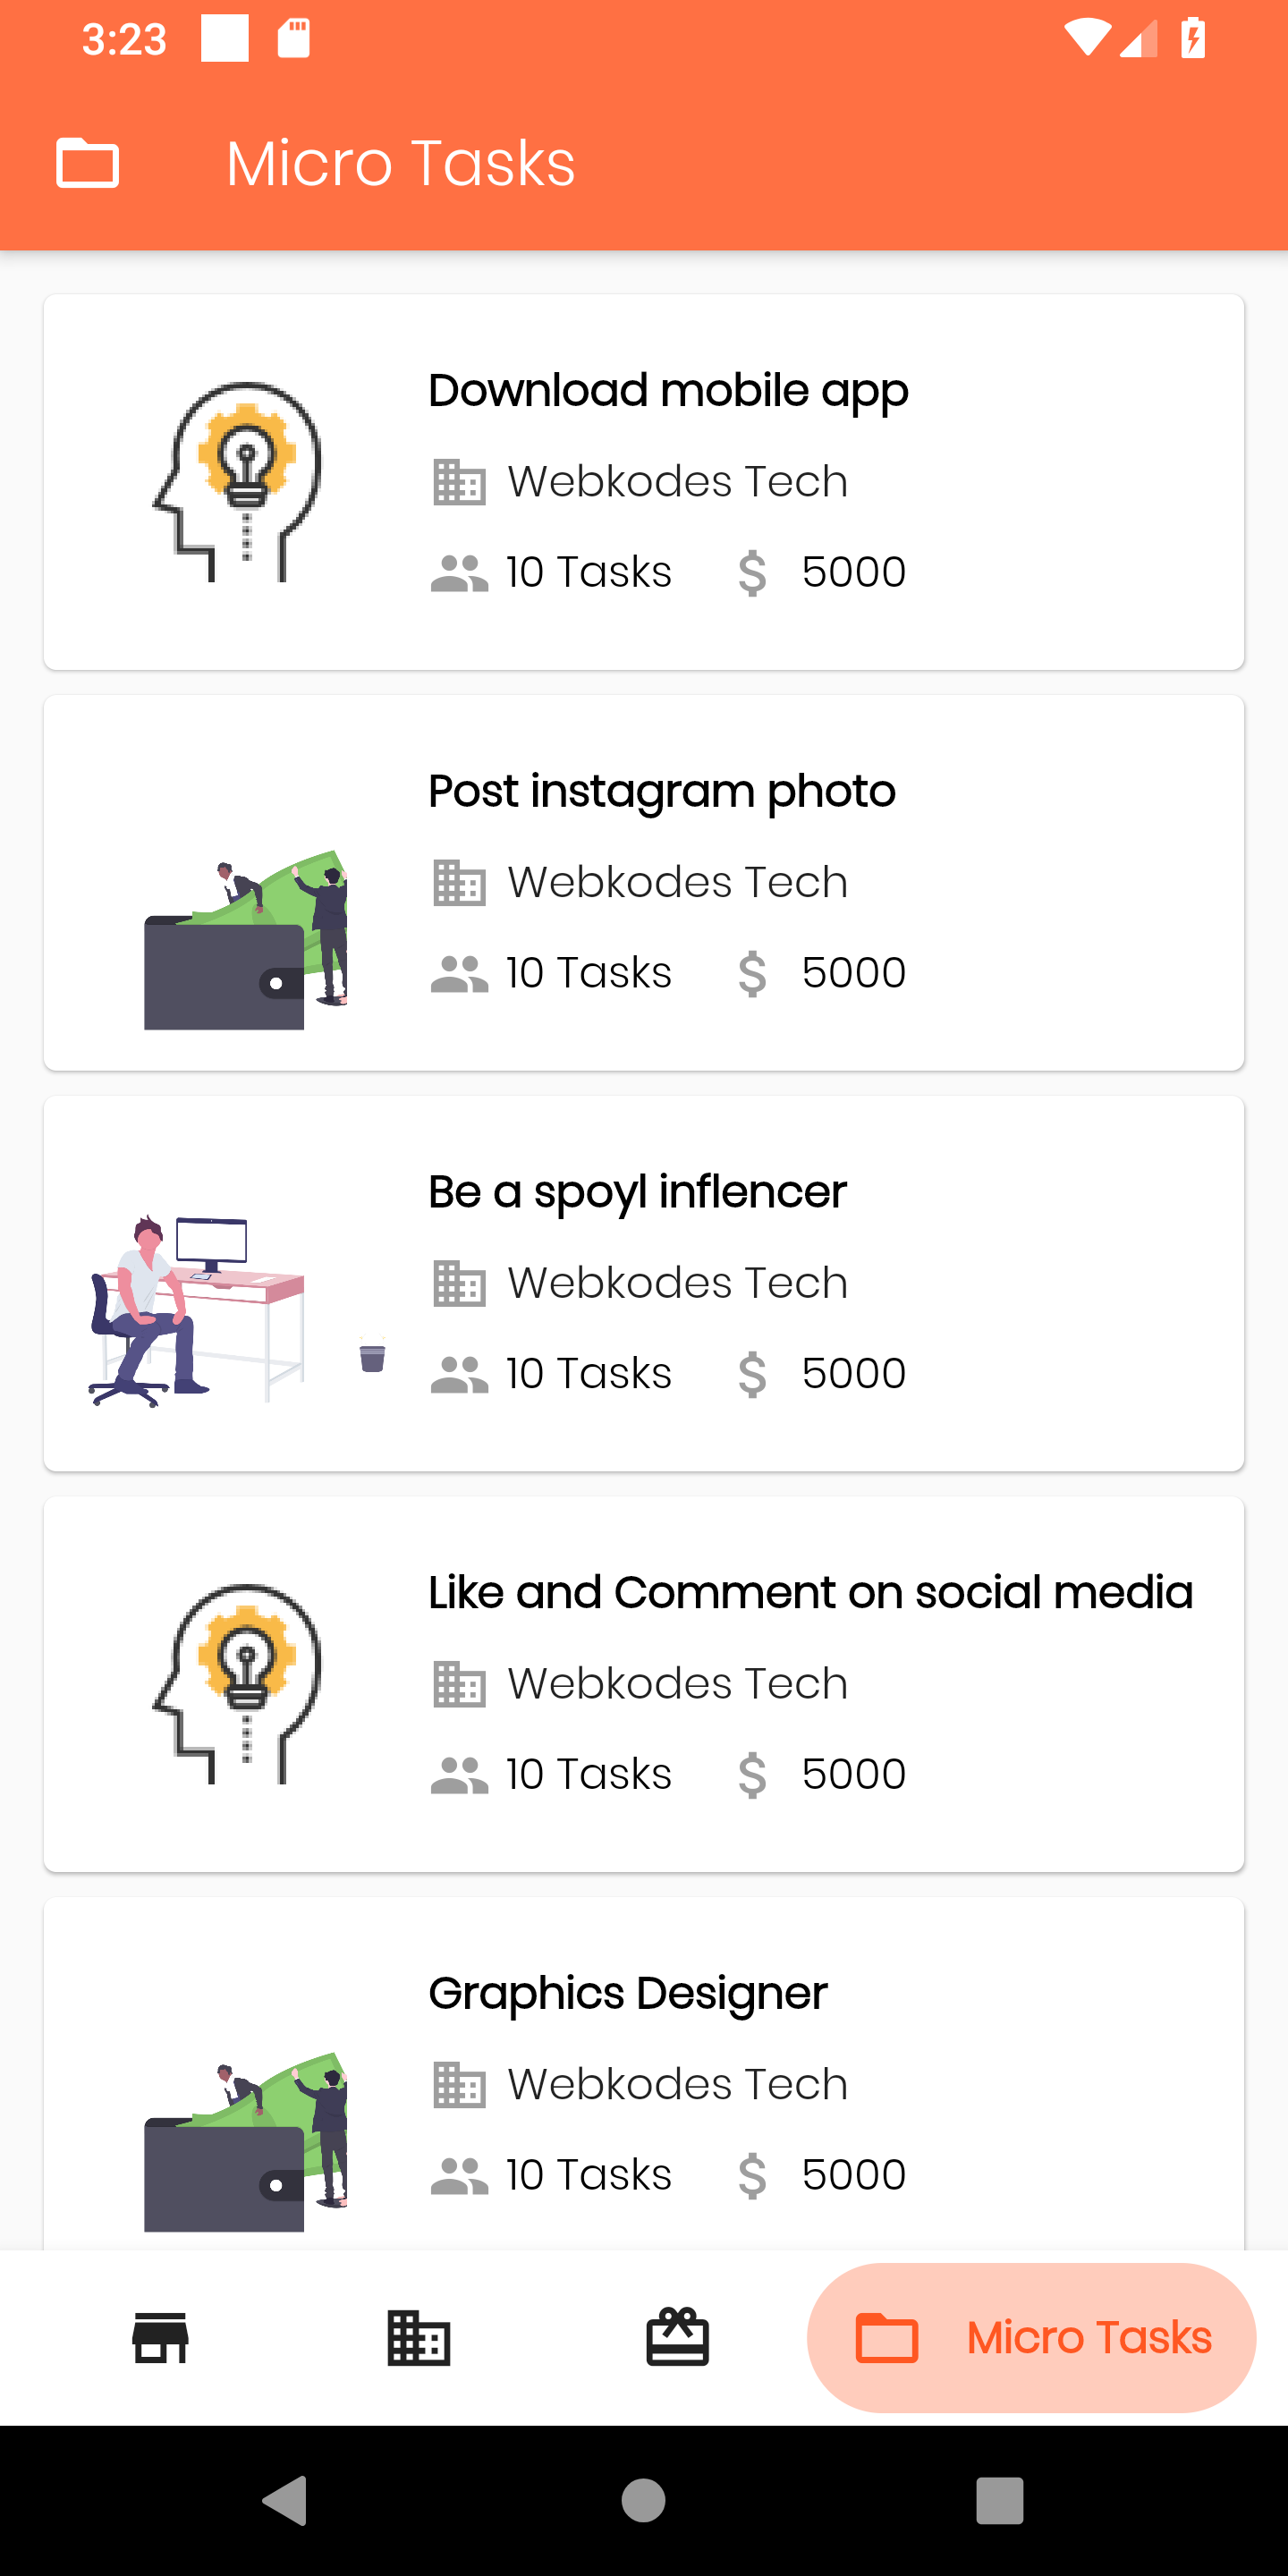 3:23
Micro Tasks
Download mobile app
Webkodes Tech
10 Tasks $ 5000
Post instagram photo
Webkodes Tech
10 Tasks $ 5000
Be a spoyl inflencer
Webkodes Tech
10 Tasks $ 5000
Like and Comment on social media
Webkodes Tech
10 Tasks $ 5000
Graphics Designer
Webkodes Tech
10 Tasks $ 5000
Micro Tasks